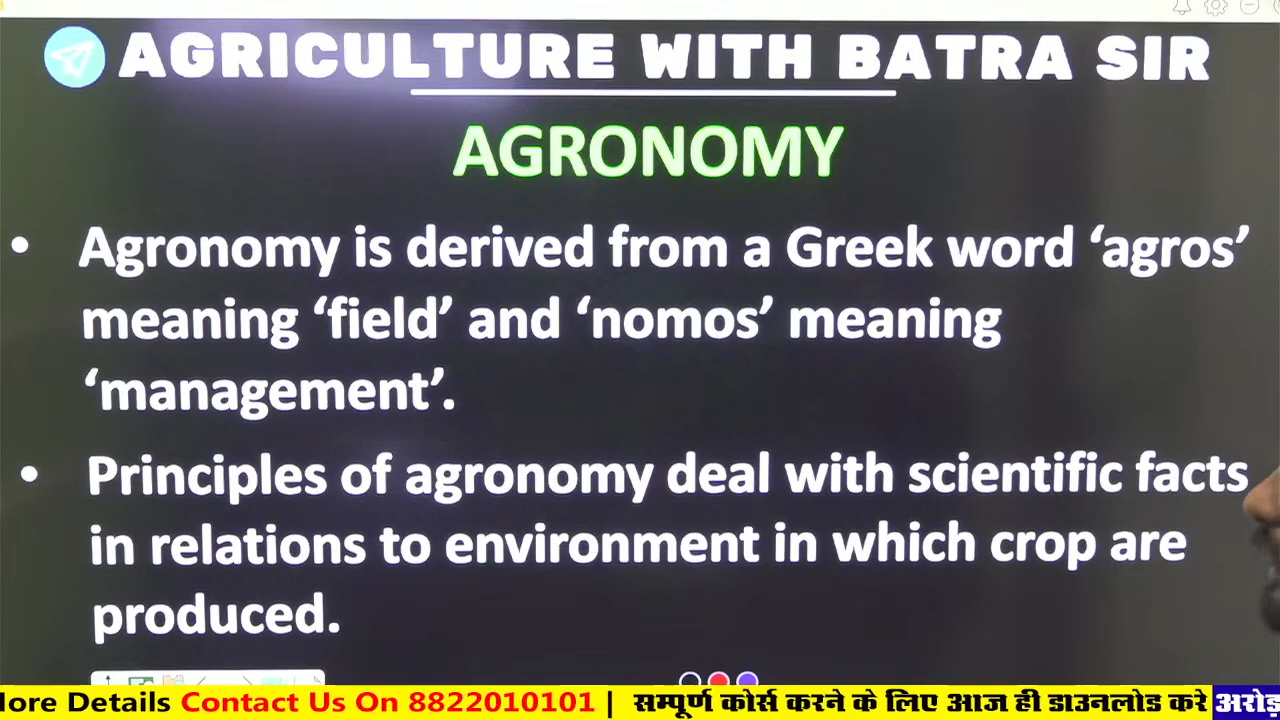 AGRICULTURE WITH BATRA SIR
AGRONOMY
• Agronomy is derived from a Greek word ‘agros’
meaning ‘field’ and ‘nomos’ meaning
‘management’.
• Principles of agronomy deal with scientific facts
in relations to environment in which crop are
produced.
Details Contact Us On 8822010101 | सम्पूर्ण कोर्स करने के लिए आज ही डाउनलोड करे